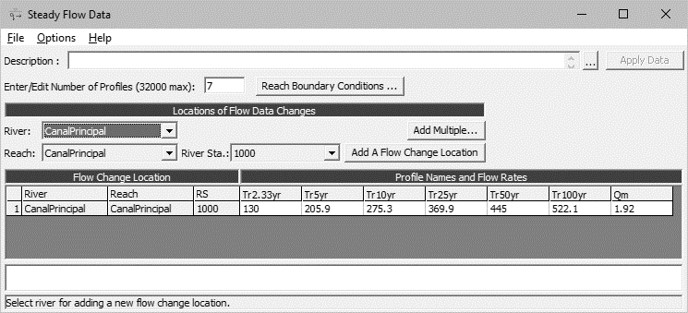 Steady Flow Data
File Options Help
Description : ... Apply Data
Enter/Edit Number of Profiles (32000 max): 7 Reach Boundary Conditions ...
Locations of Flow Data Changes
River: CanalPrincipal Add Multiple...
Reach: CanalPrincipal River Sta.: 1000 Add A Flow Change Location
Flow Change Location Profile Names and Flow Rates
River Reach RS Tr2.33yr Tr5yr Tr10yr Tr25yr Tr50yr Tr100yr Qm
1 CanalPrincipal CanalPrincipal 1000 130 205.9 275.3 369.9 445 522.1 1.92
Select river for adding a new flow change location.